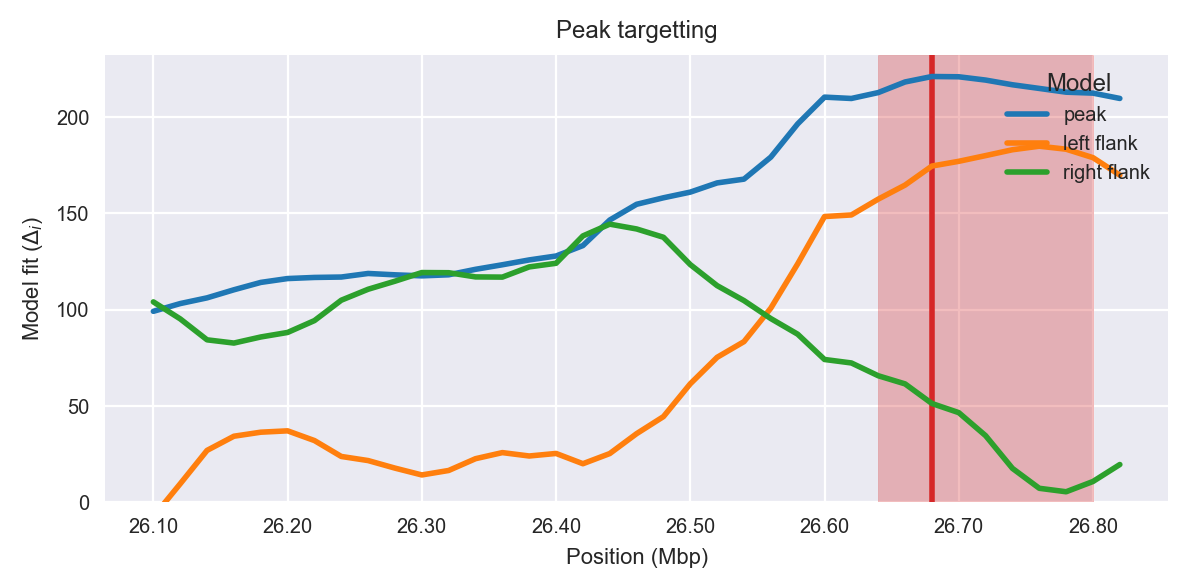 Peak targetting
Model
peak
left flank
right flank
Model fit (Δᵢ)
200
150
100
50
0
26.10 26.20 26.30 26.40 26.50 26.60 26.70 26.80
Position (Mbp)